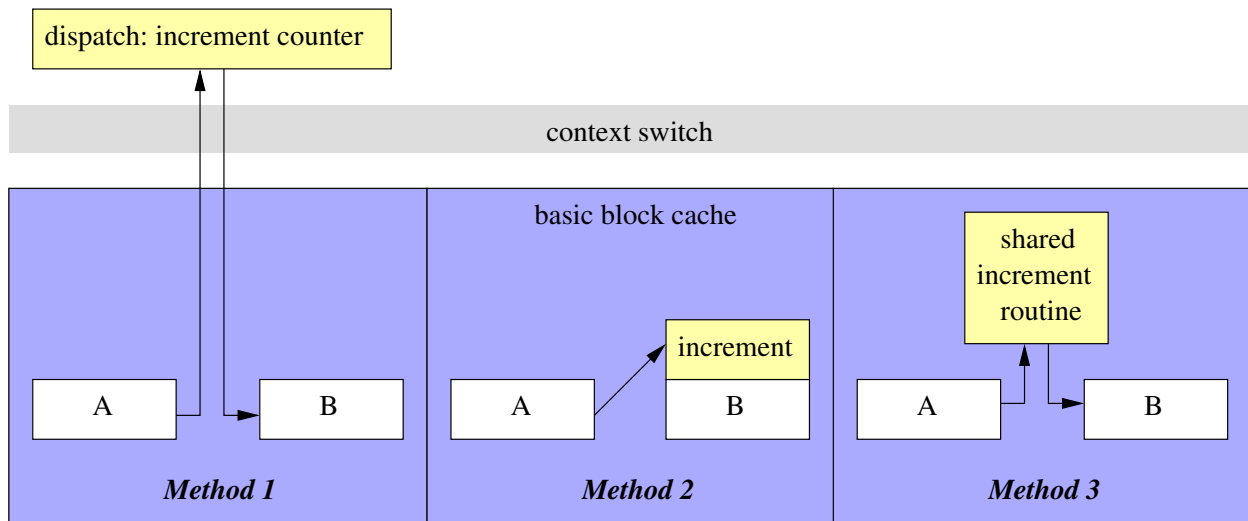 dispatch: increment counter
context switch
basic block cache
A
B
Method 1
increment
A
B
Method 2
shared
increment
routine
A
B
Method 3